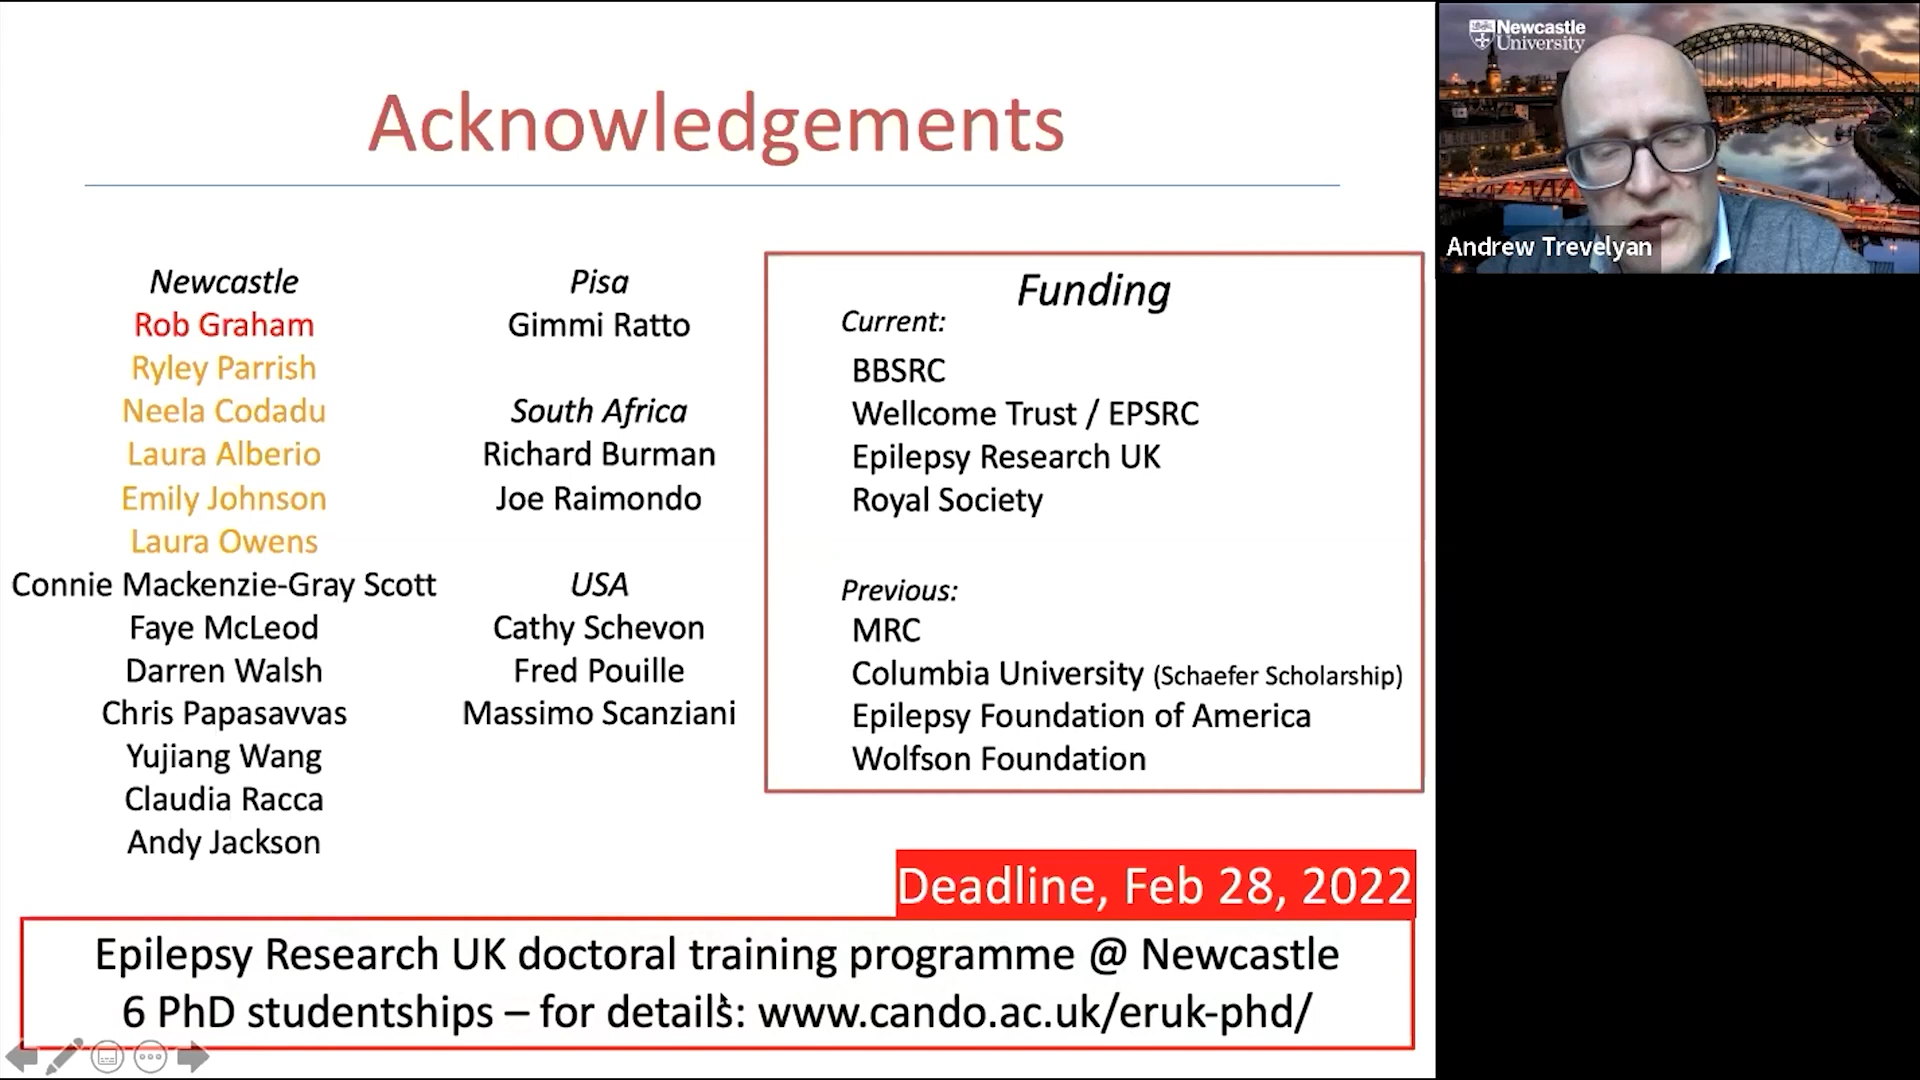 Acknowledgements
Newcastle
Rob Graham
Ryley Parrish
Neela Codadu
Laura Alberio
Emily Johnson
Laura Owens
Connie Mackenzie-Gray Scott
Faye McLeod
Darren Walsh
Chris Papasavvas
Yujiang Wang
Claudia Racca
Andy Jackson
Pisa
Gimmi Ratto
South Africa
Richard Burman
Joe Raimondo
USA
Cathy Schevon
Fred Pouille
Massimo Scanziani
Funding
Current:
BBSRC
Wellcome Trust / EPSRC
Epilepsy Research UK
Royal Society
Previous:
MRC
Columbia University (Schaefer Scholarship)
Epilepsy Foundation of America
Wolfson Foundation
Deadline, Feb 28, 2022
Epilepsy Research UK doctoral training programme @ Newcastle
6 PhD studentships – for details: www.cando.ac.uk/eruk-phd/
Newcastle
University
Andrew Trevelyan